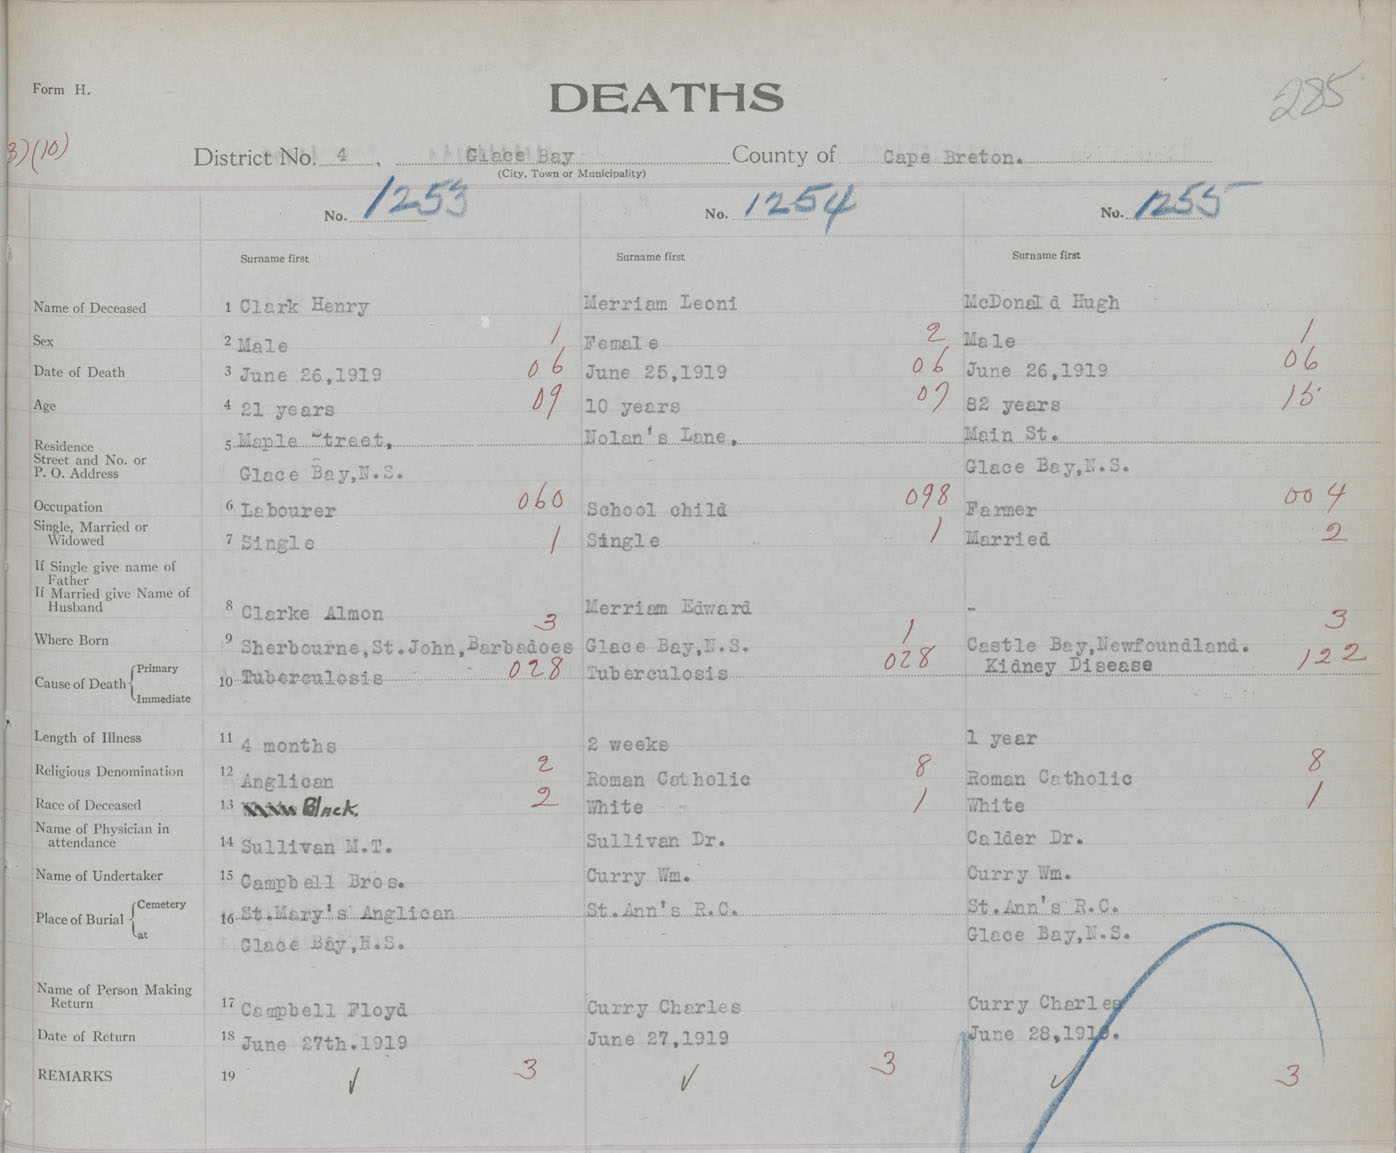 Form H.
DEATHS
285
3)(10)
District No. 4, Glace Bay County of Cape Breton.
(City, Town or Municipality)
No. 1253 No. 1254 No. 1255
Surname first Surname first Surname first
Name of Deceased 1 Clark Henry Merriam Leoni McDonald Hugh
Sex 2 Male 1 Female 2 Male 1
Date of Death 3 June 26,1919 06 June 25,1919 06 June 26,1919 06
Age 4 21 years 09 10 years 07 82 years 15
Residence
Street and No. or
P. O. Address
5 Maple Street, Nolan's Lane, Main St.
Glace Bay,N.S. Glace Bay,N.S.
Occupation 6 Labourer 060 School child 098 Farmer 004
Single, Married or
Widowed
7 Single 1 Single 1 Married 2
If Single give name of
Father
If Married give Name of
Husband
8 Clarke Almon 3 Merriam Edward - 3
Where Born 9 Sherbourne,St.John,Barbadoes Glace Bay,N.S. 1 Castle Bay,Newfoundland.
Cause of Death Primary
Immediate
10 Tuberculosis 028 Tuberculosis 028 Kidney Disease 122
Length of Illness 11 4 months 2 weeks 1 year
Religious Denomination 12 Anglican 2 Roman Catholic 8 Roman Catholic 8
Race of Deceased 13 Black 2 White 1 White 1
Name of Physician in
attendance
14 Sullivan M.T. Sullivan Dr. Calder Dr.
Name of Undertaker 15 Campbell Bros. Curry Wm. Curry Wm.
Place of Burial Cemetery
at
16 St.Mary's Anglican St.Ann's R.C. St.Ann's R.C.
Glace Bay,N.S. Glace Bay,N.S.
Name of Person Making
Return
17 Campbell Floyd Curry Charles Curry Charles
Date of Return 18 June 27th.1919 June 27,1919 June 28,1919.
REMARKS 19 ✓ 3 ✓ 3 ✓ 3